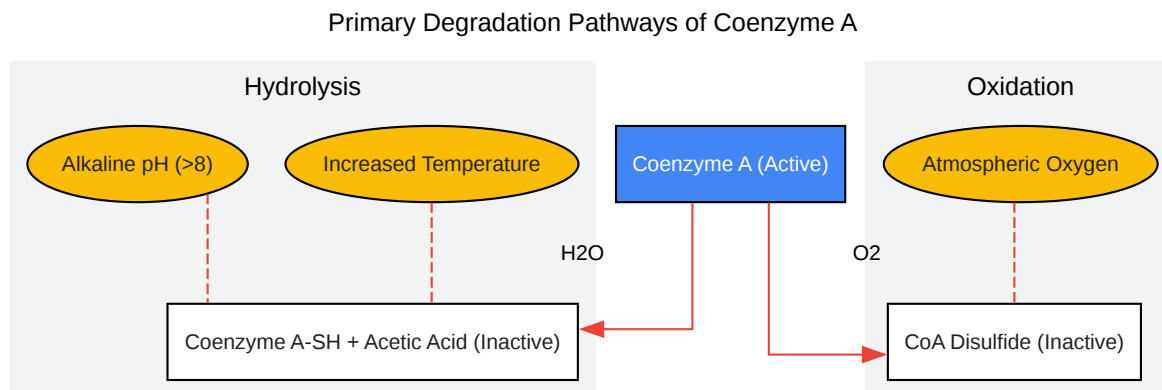 Primary Degradation Pathways of Coenzyme A
Hydrolysis
Oxidation
Alkaline pH (>8)
Increased Temperature
Coenzyme A (Active)
Atmospheric Oxygen
H2O
O2
Coenzyme A-SH + Acetic Acid (Inactive)
CoA Disulfide (Inactive)